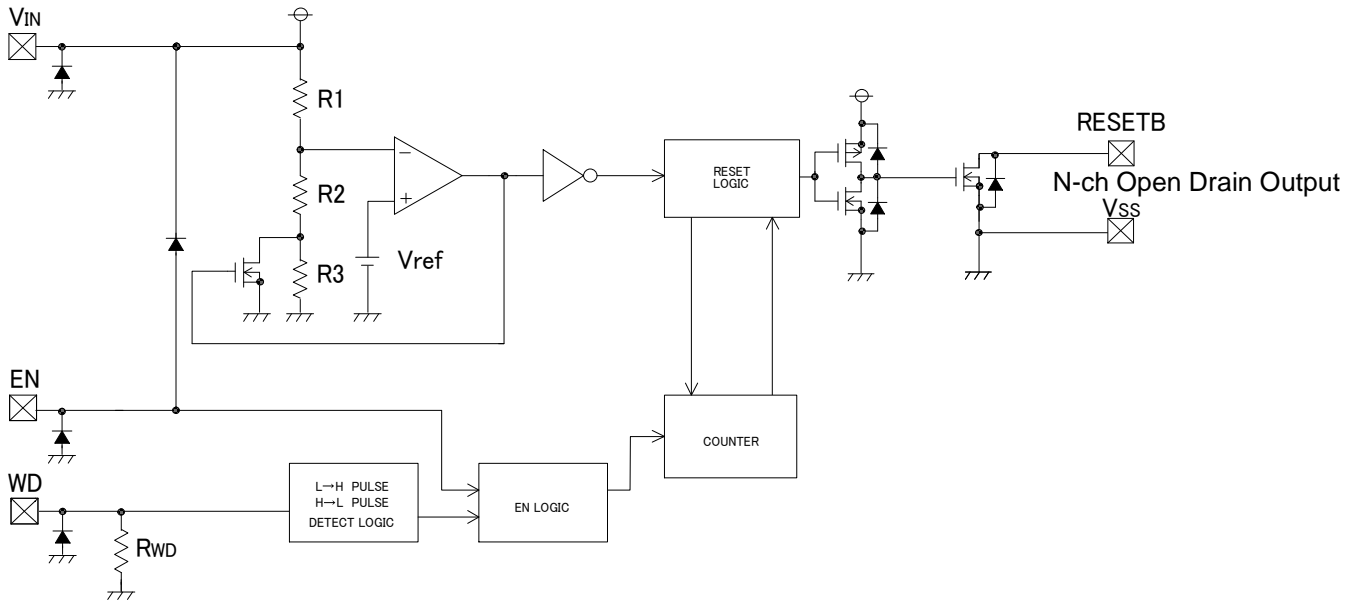 VIN
R1
R2
R3
−
+
Vref
RESET
LOGIC
RESETB
N-ch Open Drain Output
VSS
EN
WD
RWD
L→H PULSE
H→L PULSE
DETECT LOGIC
EN LOGIC
COUNTER